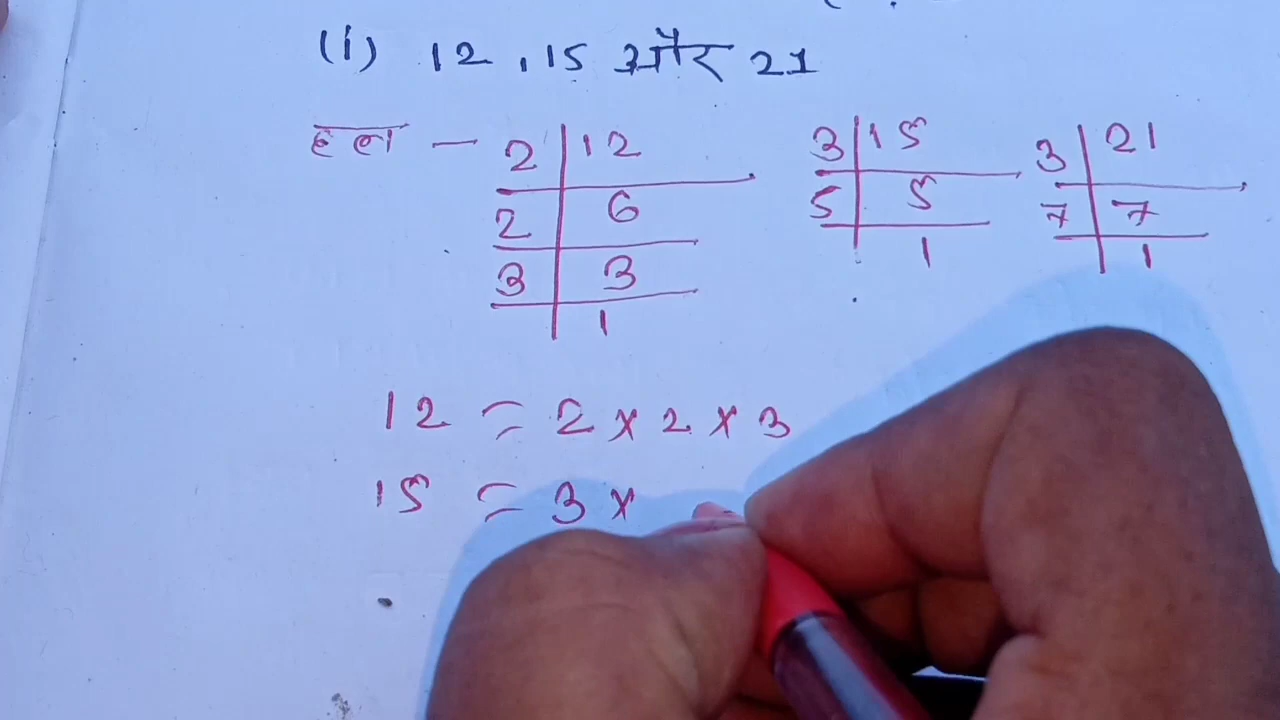 (i) 12, 15 और 21
हल - 2 | 12 3 | 15 3 | 21
2 | 6 5 | 5 7 | 7
3 | 3 1 1
1
12 = 2 x 2 x 3
15 = 3 x